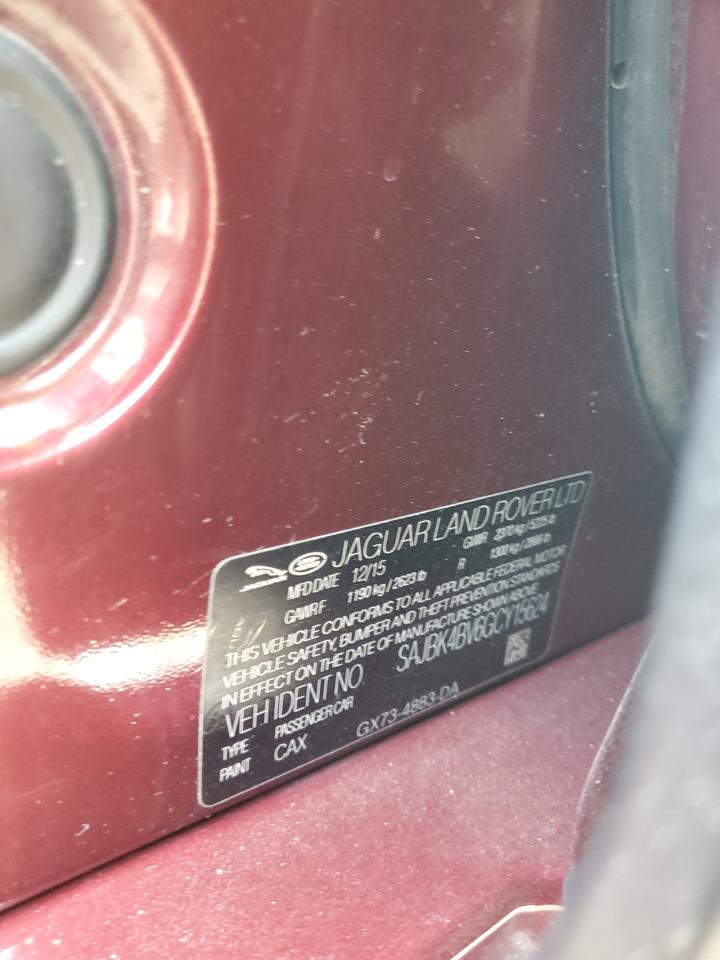 JAGUAR LAND ROVER LTD
MFD DATE 12/15 GVWR 2370 kg / 5225 lb
GAWR F 1190 kg / 2623 lb R 1300 kg / 2866 lb
THIS VEHICLE CONFORMS TO ALL APPLICABLE FEDERAL MOTOR
VEHICLE SAFETY, BUMPER AND THEFT PREVENTION STANDARDS
IN EFFECT ON THE DATE OF MANUFACTURE SHOWN ABOVE.
VEH IDENT NO. SAJBK4BV6GCY15624
TYPE PASSENGER CAR
PAINT CAX GX73-4883-DA